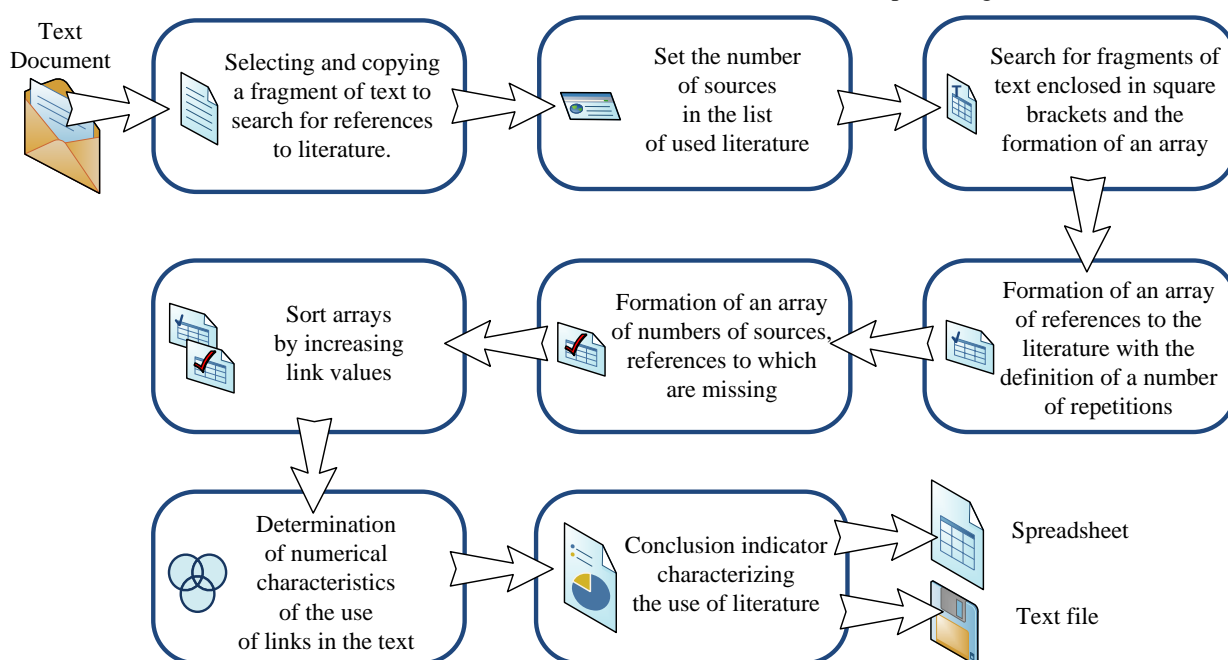 Text
Document
Selecting and copying
a fragment of text to
search for references
to literature.
Set the number
of sources
in the list
of used literature
Search for fragments of
text enclosed in square
brackets and the
formation of an array
Formation of an array
of references to the
literature with the
definition of a number
of repetitions
Formation of an array
of numbers of sources,
references to which
are missing
Sort arrays
by increasing
link values
Determination
of numerical
characteristics
of the use
of links in the text
Conclusion indicator
characterizing
the use of literature
Spreadsheet
Text file